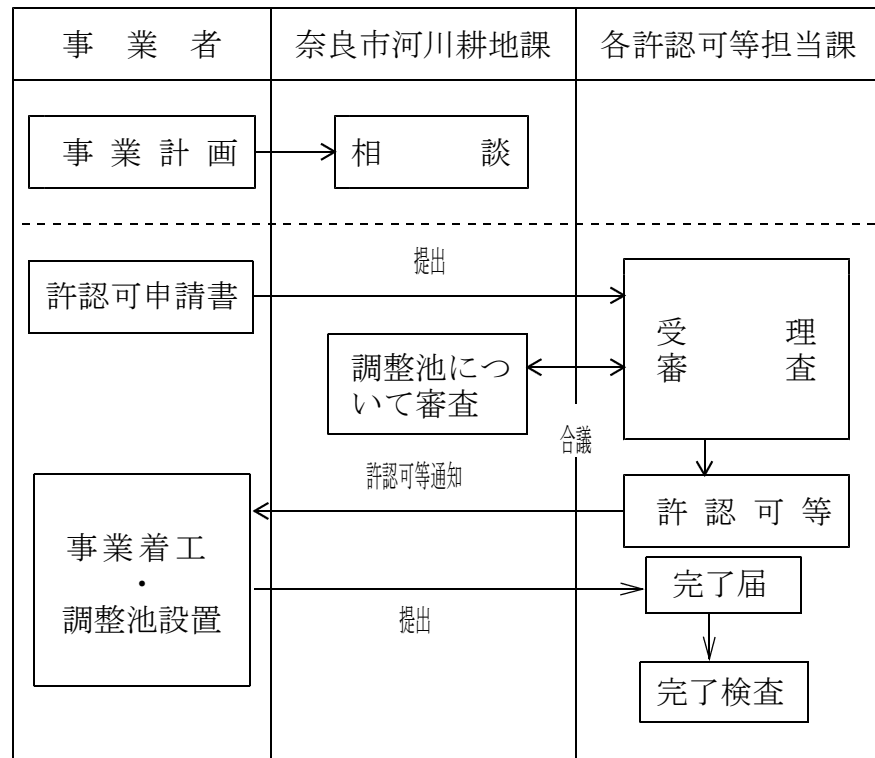 事業者
奈良市河川耕地課
各許認可等担当課
事業計画
相談
提出
許認可申請書
受理
審査
調整池につ
いて審査
合議
許認可等通知
許認可等
事業着工
・
調整池設置
完了届
提出
完了検査